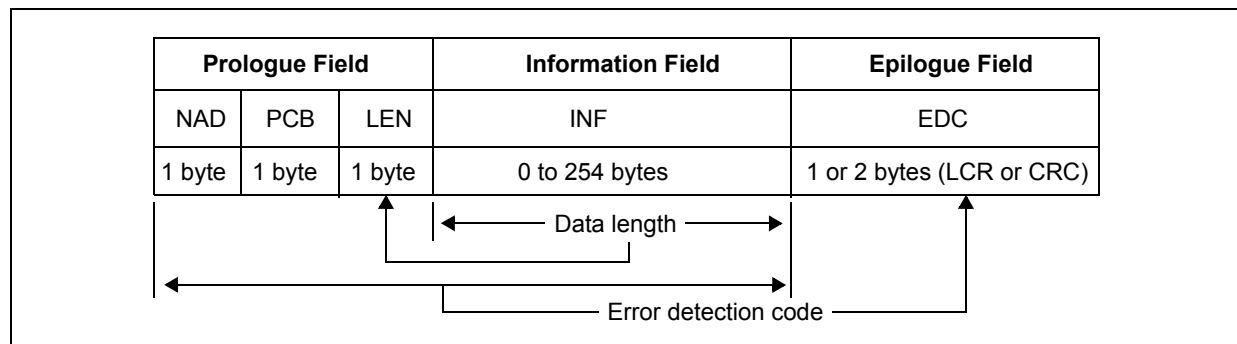 Prologue Field Information Field Epilogue Field
NAD PCB LEN INF EDC
1 byte 1 byte 1 byte 0 to 254 bytes 1 or 2 bytes (LCR or CRC)
Data length
Error detection code